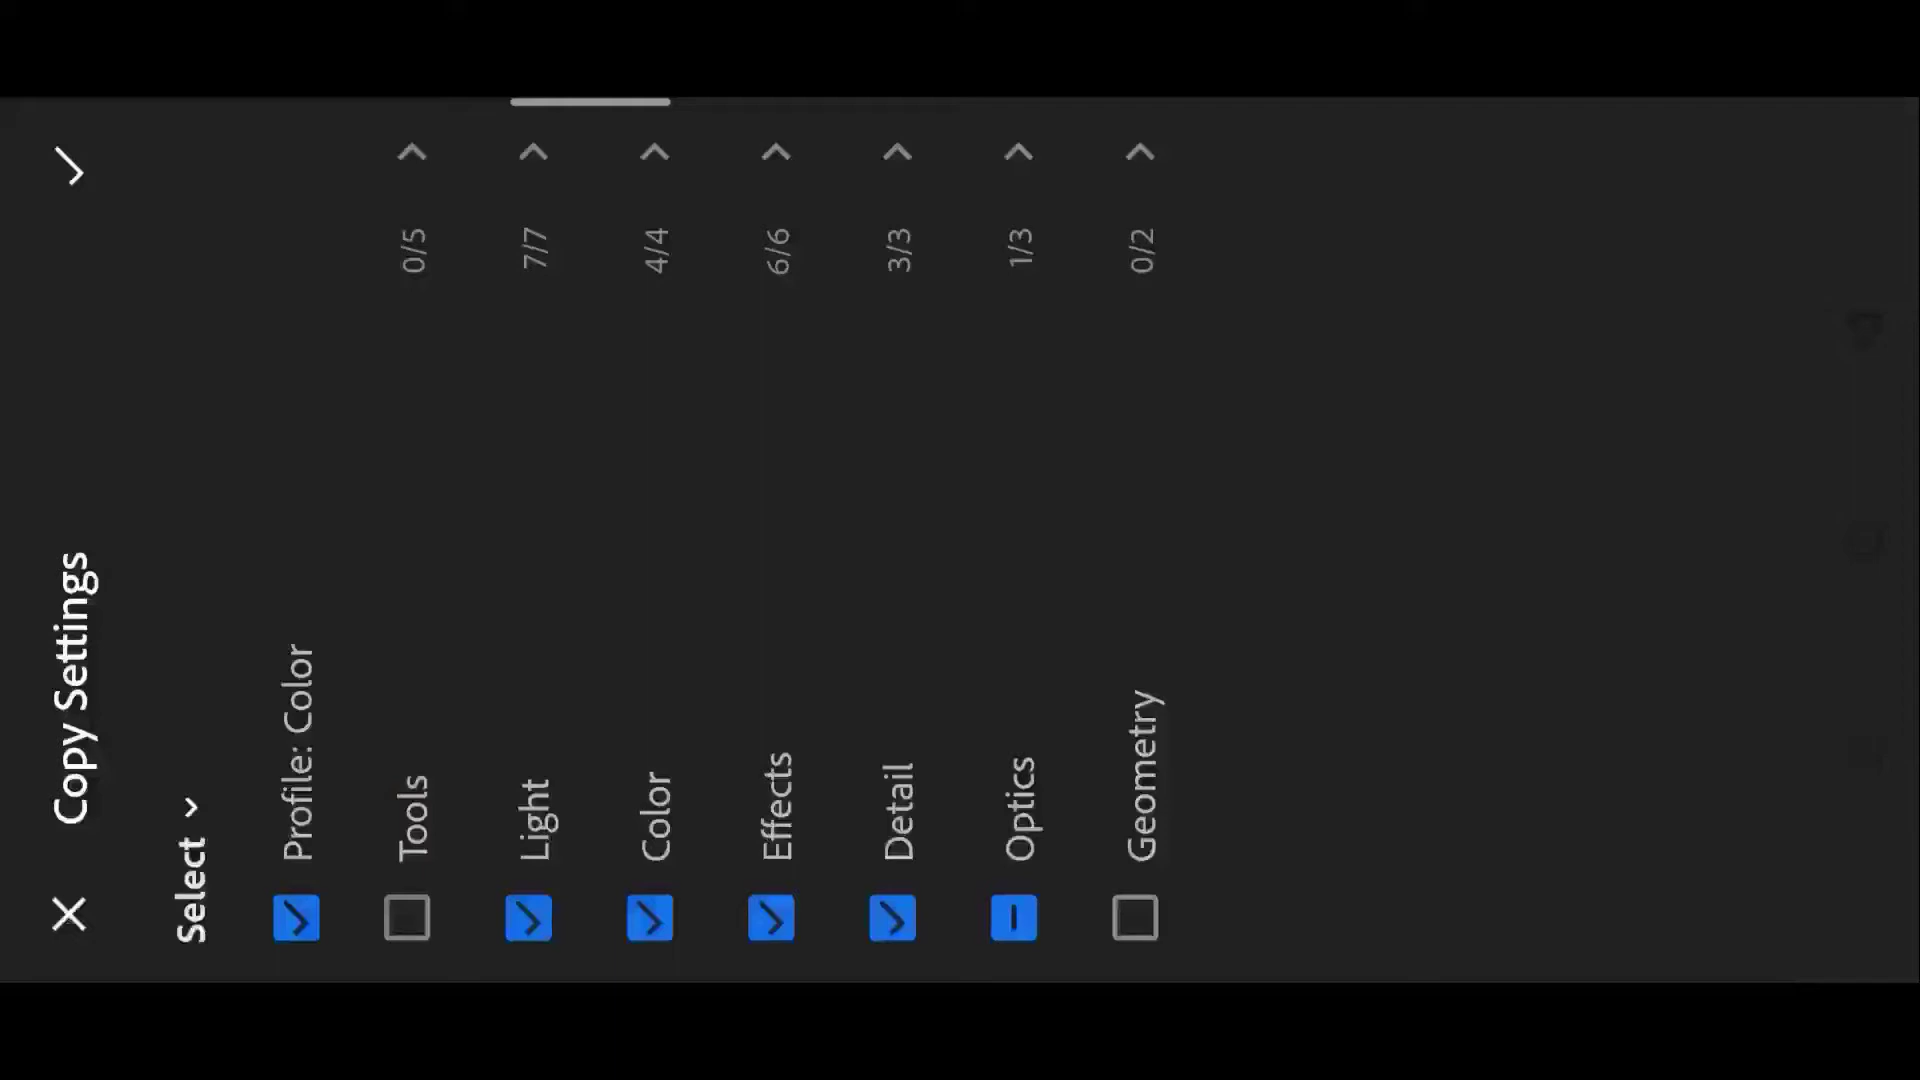 Copy Settings
Select
Profile: Color
Tools 0/5
Light 7/7
Color 4/4
Effects 6/6
Detail 3/3
Optics 1/3
Geometry 0/2